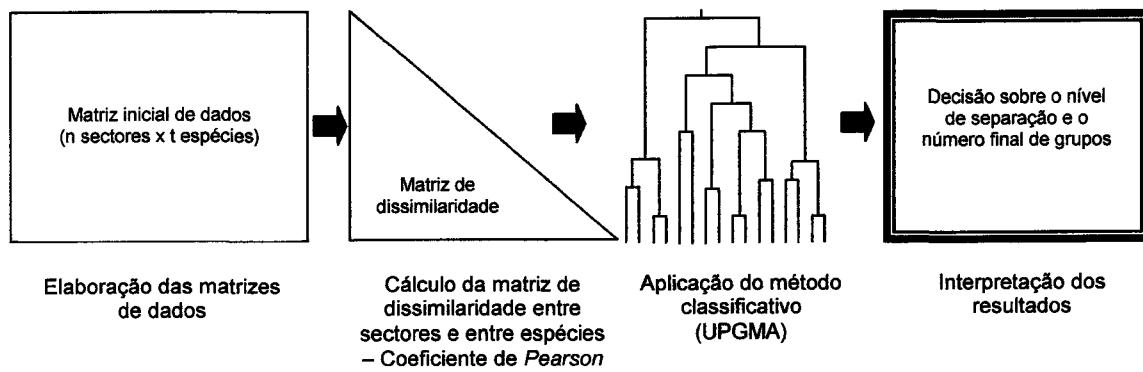 Matriz inicial de dados
(n sectores x t espécies)
Matriz de
dissimilaridade
Decisão sobre o nível
de separação e o
número final de grupos
Elaboração das matrizes
de dados
Cálculo da matriz de
dissimilaridade entre
sectores e entre espécies
– Coeficiente de Pearson
Aplicação do método
classificativo
(UPGMA)
Interpretação dos
resultados